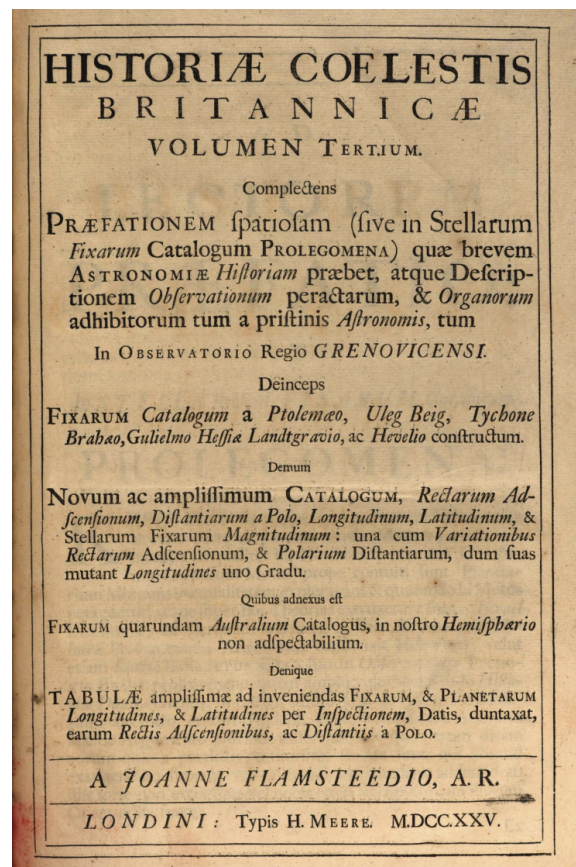 HISTORIÆ COELESTIS
BRITANNICÆ
VOLUMEN TERTIUM.
Complectens
PRÆFATIONEM ſpatioſam (ſive in Stellarum
Fixarum Catalogum PROLEGOMENA) quæ brevem
ASTRONOMIÆ Hiſtoriam præbet, atque Deſcrip-
tionem Obſervationum peractarum, & Organorum
adhibitorum tum a priſtinis Aſtronomis, tum
In OBSERVATORIO Regio GRENOVICENSI.
Deinceps
FIXARUM Catalogum a Ptolemæo, Uleg Beig, Tychone
Brahæo, Gulielmo Heſſiæ Landtgravio, ac Hevelio conſtructum.
Demum
Novum ac ampliſſimum CATALOGUM, Rectarum Ad-
ſcenſionum, Diſtantiarum a Polo, Longitudinum, Latitudinum, &
Stellarum Fixarum Magnitudinum: una cum Variationibus
Rectarum Adſcenſionum, & Polarium Diſtantiarum, dum ſuas
mutant Longitudines uno Gradu.
Quibus adnexus eſt
FIXARUM quarundam Auſtralium Catalogus, in noſtro Hemiſphærio
non adſpectabilium.
Denique
TABULÆ ampliſſimæ ad inveniendas FIXARUM, & PLANETARUM
Longitudines, & Latitudines per Inſpectionem, Datis, duntaxat,
earum Rectis Adſcenſionibus, ac Diſtantiis a POLO.
A JOANNE FLAMSTEEDIO, A. R.
LONDINI: Typis H. MEERE. M.DCC.XXV.